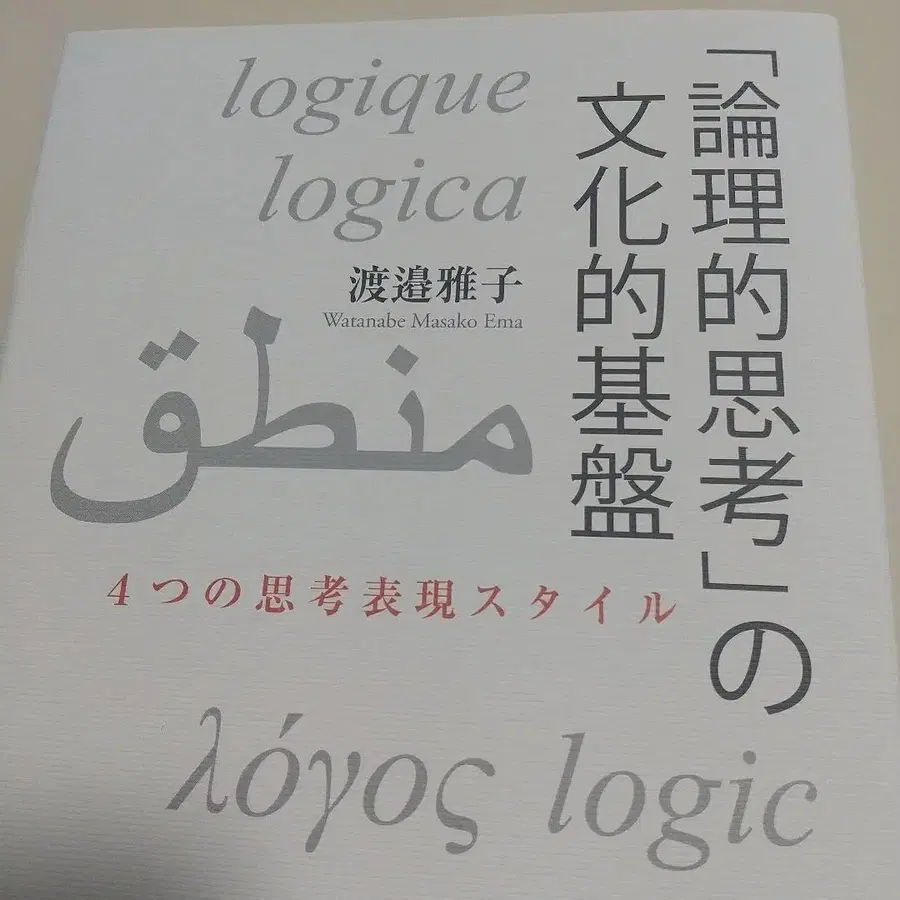 「論理的思考」の
文化的基盤
logique
logica
渡邉雅子
Watanabe Masako Ema
منطق
4つの思考表現スタイル
λόγος logic